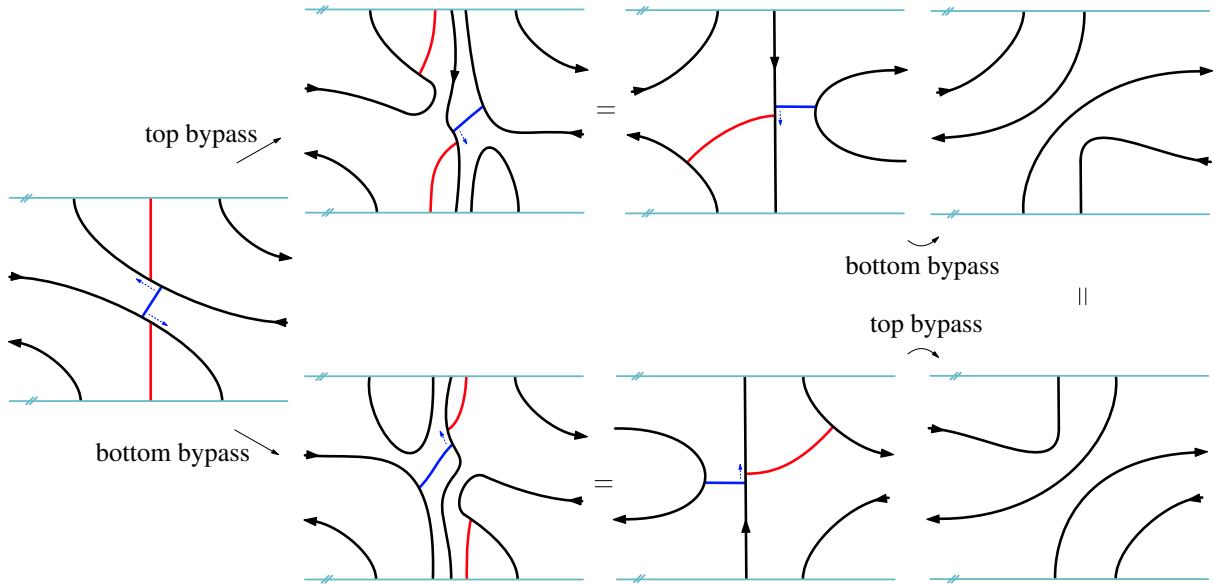 top bypass
=
bottom bypass
=
top bypass
bottom bypass
=